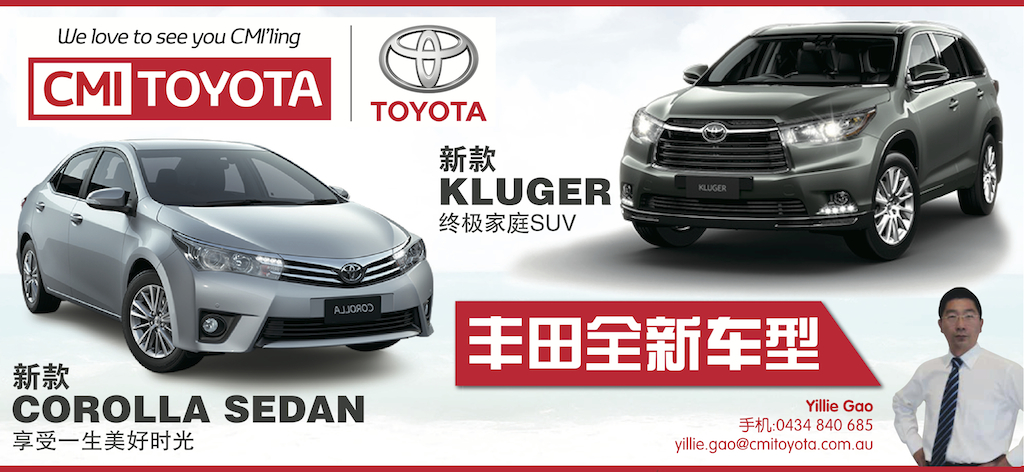 We love to see you CMI'ling
CMI TOYOTA
TOYOTA
新款
KLUGER
终极家庭SUV
KLUGER
COROLLA
新款
COROLLA SEDAN
享受一生美好时光
丰田全新车型
Yillie Gao
手机:0434 840 685
yillie.gao@cmitoyota.com.au